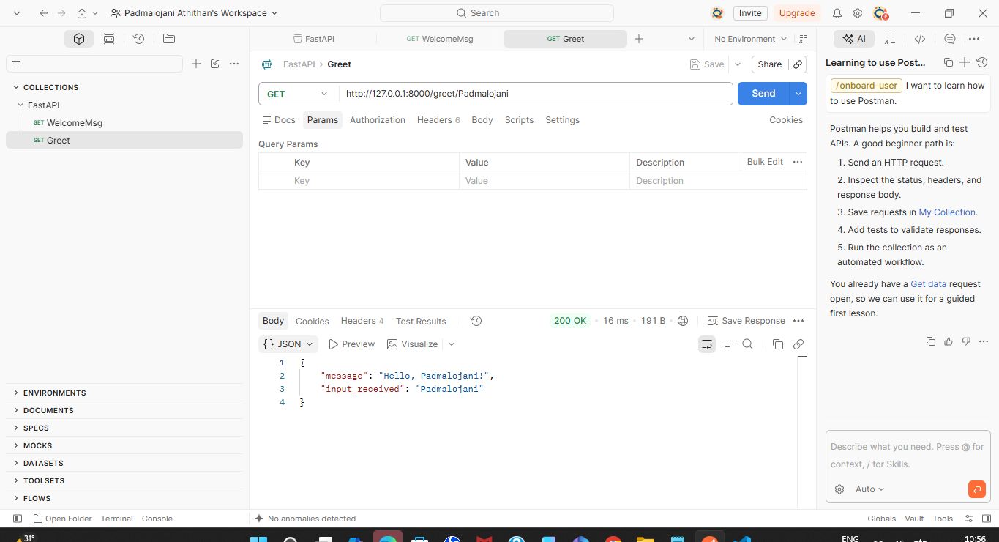 Padmalojani Athithan's Workspace
Search
Invite
Upgrade
FastAPI
GET WelcomeMsg
GET Greet
No Environment
AI
COLLECTIONS
FastAPI
GET WelcomeMsg
GET Greet
ENVIRONMENTS
DOCUMENTS
SPECS
MOCKS
DATASETS
TOOLSETS
FLOWS
HTTP
FastAPI > Greet
Save
Share
GET
http://127.0.0.1:8000/greet/Padmalojani
Send
Docs
Params
Authorization
Headers 6
Body
Scripts
Settings
Cookies
Query Params
Key Value Description Bulk Edit
Key Value Description
Body
Cookies
Headers 4
Test Results
200 OK • 16 ms • 191 B •
e.g. Save Response
{} JSON
Preview
Visualize
1 {
2 "message": "Hello, Padmalojani!",
3 "input_received": "Padmalojani"
4 }
Learning to use Post...
/onboard-user I want to learn how
to use Postman.
Postman helps you build and test
APIs. A good beginner path is:
1. Send an HTTP request.
2. Inspect the status, headers, and
response body.
3. Save requests in My Collection.
4. Add tests to validate responses.
5. Run the collection as an
automated workflow.
You already have a Get data request
open, so we can use it for a guided
first lesson.
Describe what you need. Press @ for
context, / for Skills.
Auto
Open Folder
Terminal
Console
No anomalies detected
Globals
Vault
Tools
31°
ENG
10:56